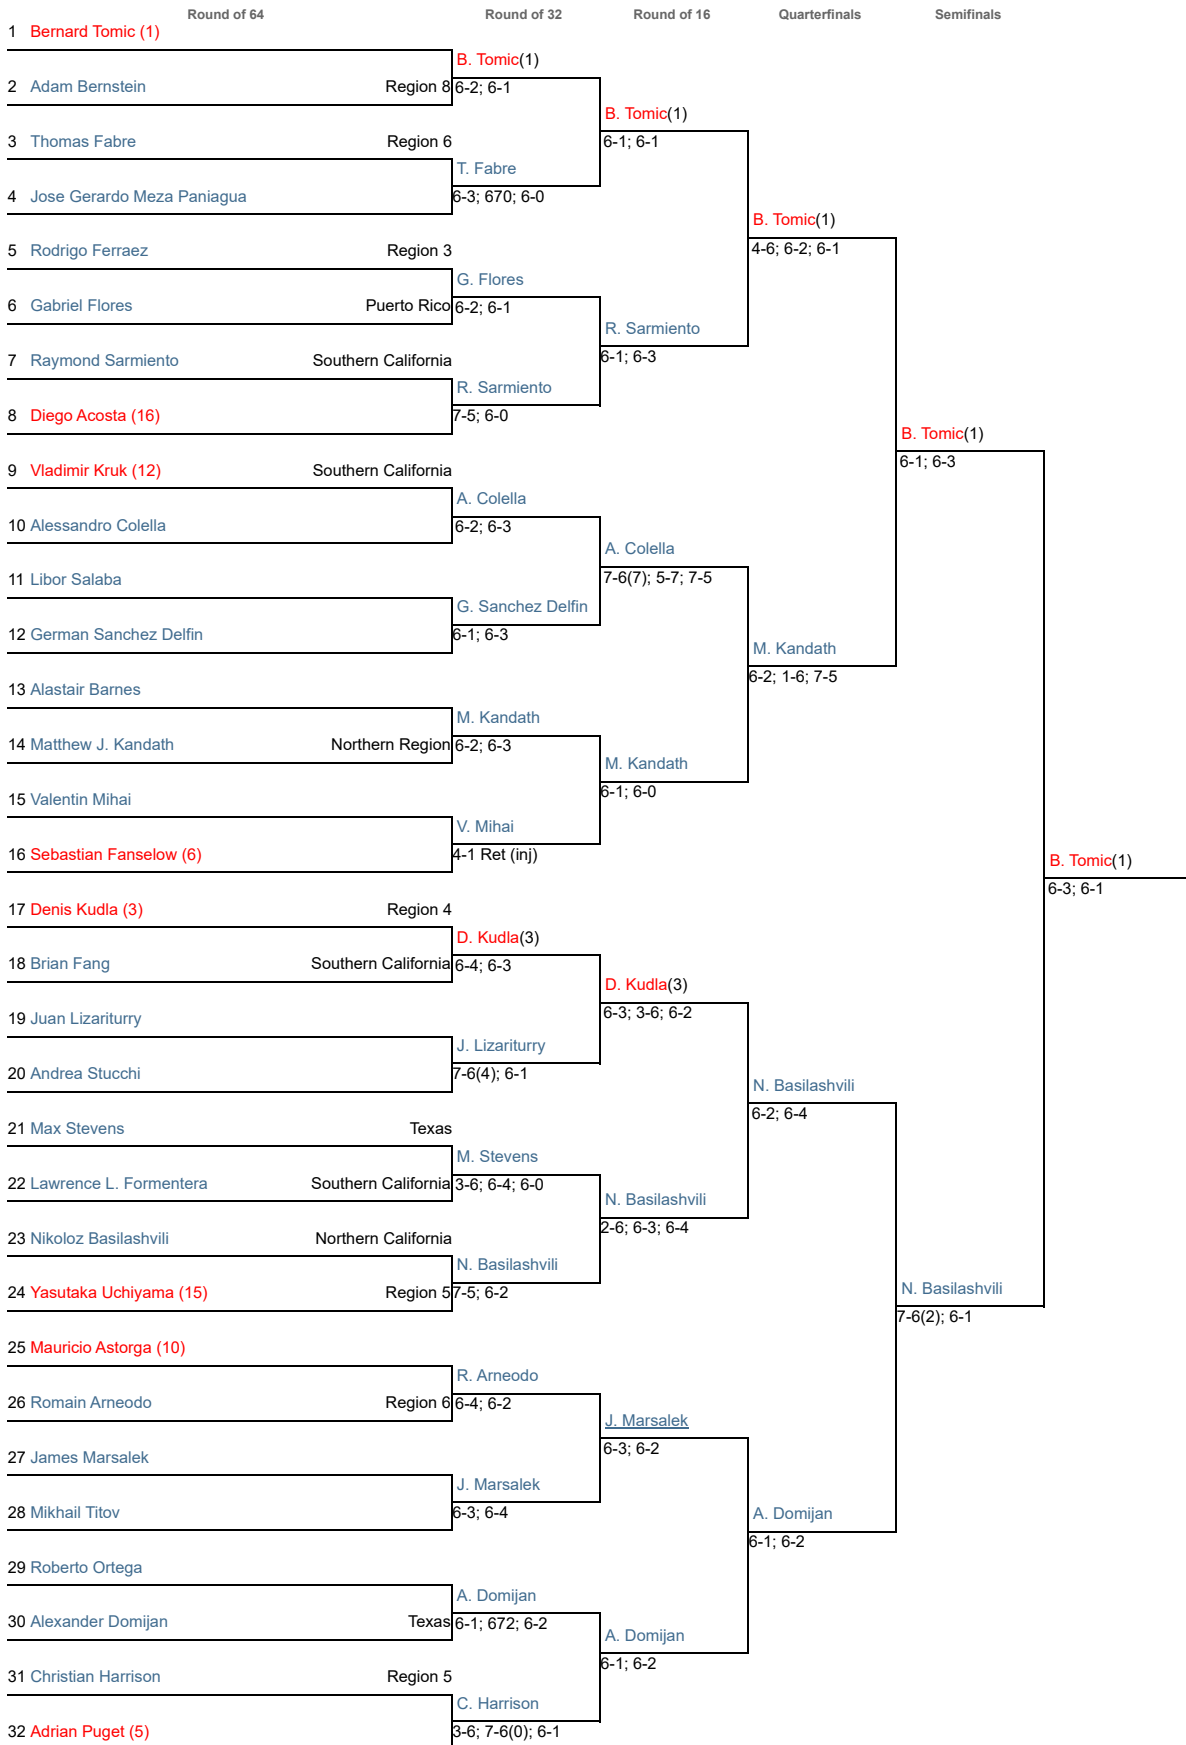 Round of 64 Round of 32 Round of 16 Quarterfinals Semifinals
1 Bernard Tomic (1)
B. Tomic(1)
2 Adam Bernstein Region 8 6-2; 6-1
B. Tomic(1)
3 Thomas Fabre Region 6 6-1; 6-1
T. Fabre
4 Jose Gerardo Meza Paniagua 6-3; 670; 6-0
B. Tomic(1)
5 Rodrigo Ferraez Region 3 4-6; 6-2; 6-1
G. Flores
6 Gabriel Flores Puerto Rico 6-2; 6-1
R. Sarmiento
7 Raymond Sarmiento Southern California 6-1; 6-3
R. Sarmiento
8 Diego Acosta (16) 7-5; 6-0
B. Tomic(1)
9 Vladimir Kruk (12) Southern California 6-1; 6-3
A. Colella
10 Alessandro Colella 6-2; 6-3
A. Colella
11 Libor Salaba 7-6(7); 5-7; 7-5
G. Sanchez Delfin
12 German Sanchez Delfin 6-1; 6-3
M. Kandath
6-2; 1-6; 7-5
13 Alastair Barnes
M. Kandath
14 Matthew J. Kandath Northern Region 6-2; 6-3
M. Kandath
15 Valentin Mihai 6-1; 6-0
V. Mihai
16 Sebastian Fanselow (6) 4-1 Ret (inj)
B. Tomic(1)
6-3; 6-1
17 Denis Kudla (3) Region 4
D. Kudla(3)
18 Brian Fang Southern California 6-4; 6-3
D. Kudla(3)
19 Juan Lizariturry 6-3; 3-6; 6-2
J. Lizariturry
20 Andrea Stucchi 7-6(4); 6-1
N. Basilashvili
6-2; 6-4
21 Max Stevens Texas
M. Stevens
22 Lawrence L. Formentera Southern California 3-6; 6-4; 6-0
N. Basilashvili
2-6; 6-3; 6-4
23 Nikoloz Basilashvili Northern California
N. Basilashvili
24 Yasutaka Uchiyama (15) Region 5 7-5; 6-2
N. Basilashvili
7-6(2); 6-1
25 Mauricio Astorga (10)
R. Arneodo
26 Romain Arneodo Region 6 6-4; 6-2
J. Marsalek
6-3; 6-2
27 James Marsalek
J. Marsalek
28 Mikhail Titov 6-3; 6-4
A. Domijan
6-1; 6-2
29 Roberto Ortega
A. Domijan
30 Alexander Domijan Texas 6-1; 672; 6-2
A. Domijan
6-1; 6-2
31 Christian Harrison Region 5
C. Harrison
32 Adrian Puget (5) 3-6; 7-6(0); 6-1